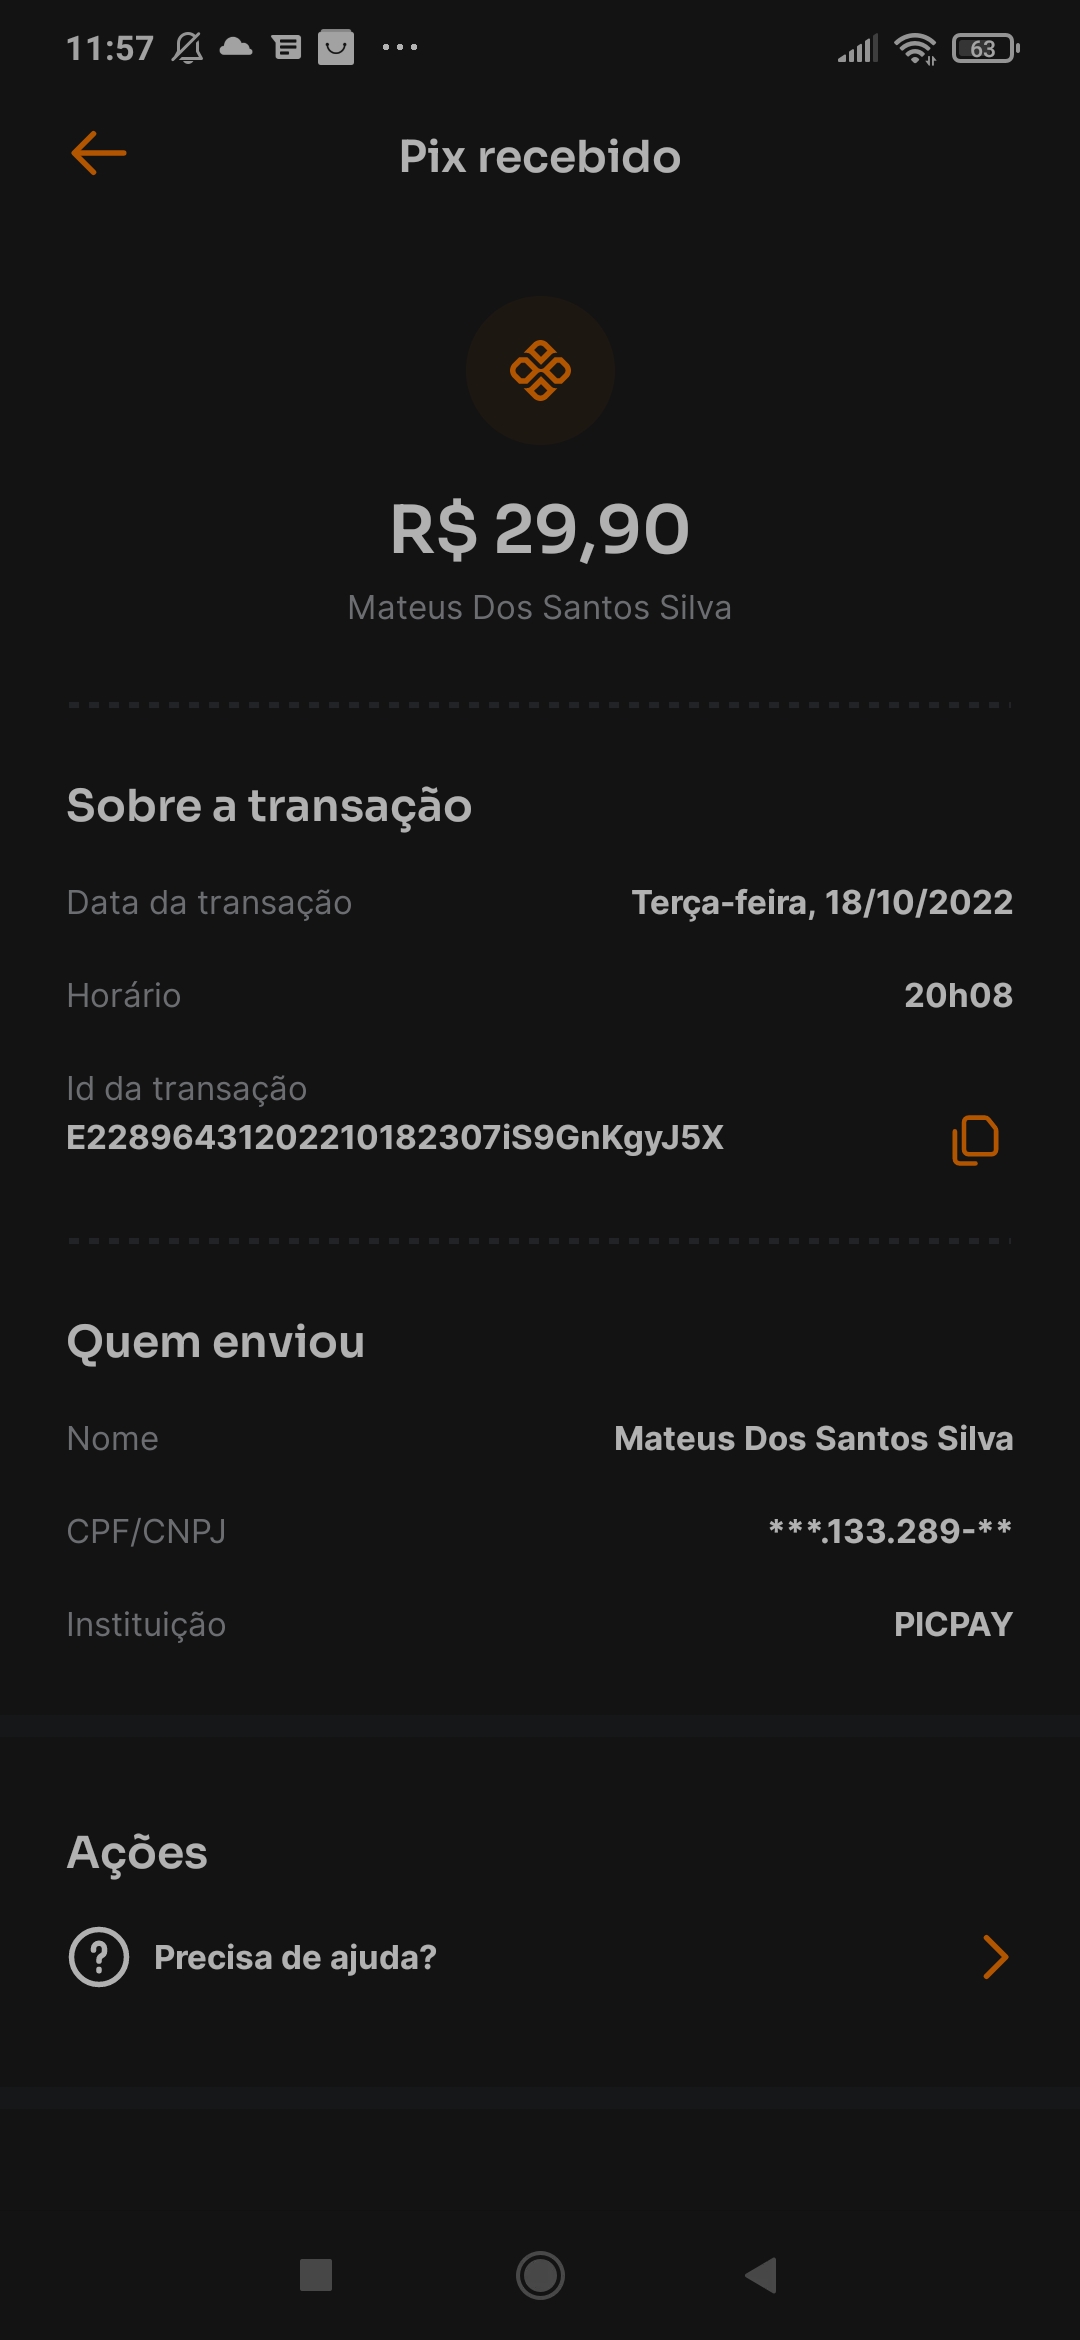 11:57
63
Pix recebido
R$ 29,90
Mateus Dos Santos Silva
Sobre a transação
Data da transação Terça-feira, 18/10/2022
Horário 20h08
Id da transação
E22896431202210182307iS9GnKgyJ5X
Quem enviou
Nome Mateus Dos Santos Silva
CPF/CNPJ ***.133.289-**
Instituição PICPAY
Ações
Precisa de ajuda?